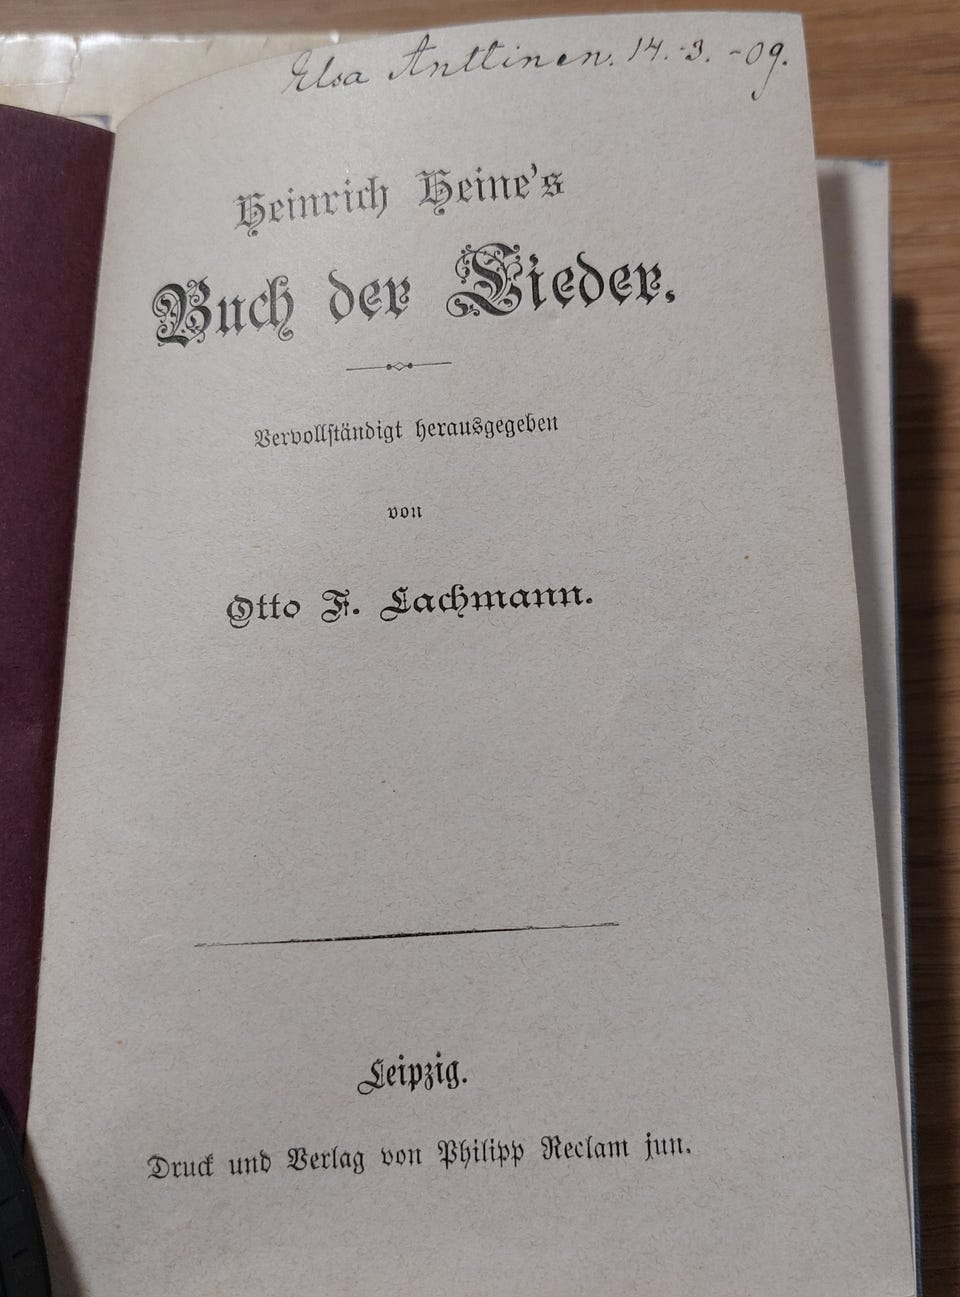 Elsa Anttinen. 14.-3. -09.
Heinrich Heine's
Buch der Lieder.
Vervollſtändigt herausgegeben
von
Otto F. Lachmann.
Leipzig.
Druck und Verlag von Philipp Reclam jun.